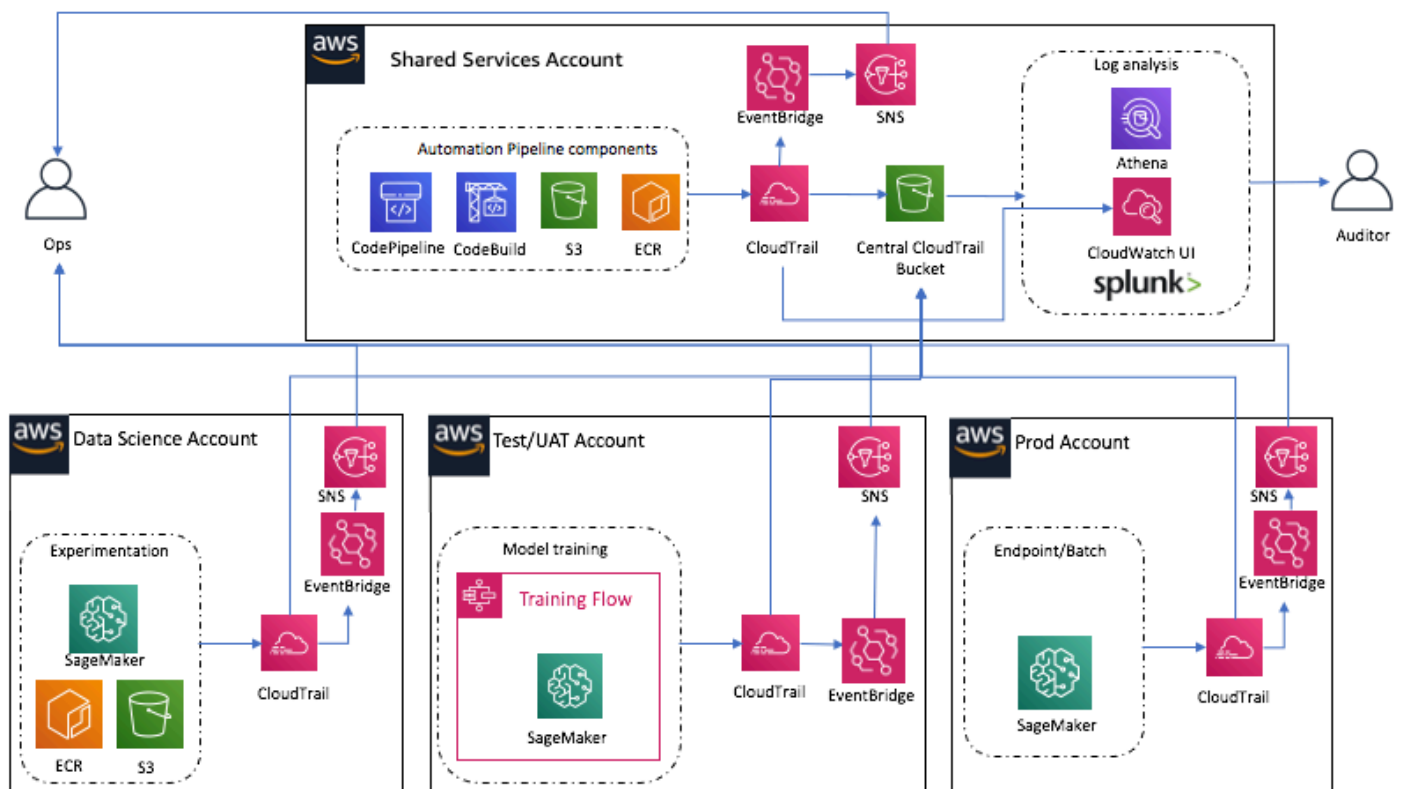 aws
Shared Services Account
Log analysis
EventBridge
SNS
Automation Pipeline components
Athena
CodePipeline
CodeBuild
S3
ECR
CloudTrail
Central CloudTrail
Bucket
CloudWatch UI
splunk>
Ops
Auditor
aws
Data Science Account
SNS
Experimentation
EventBridge
SageMaker
CloudTrail
ECR
S3
aws
Test/UAT Account
SNS
Model training
Training Flow
CloudTrail
EventBridge
SageMaker
aws
Prod Account
SNS
Endpoint/Batch
EventBridge
CloudTrail
SageMaker